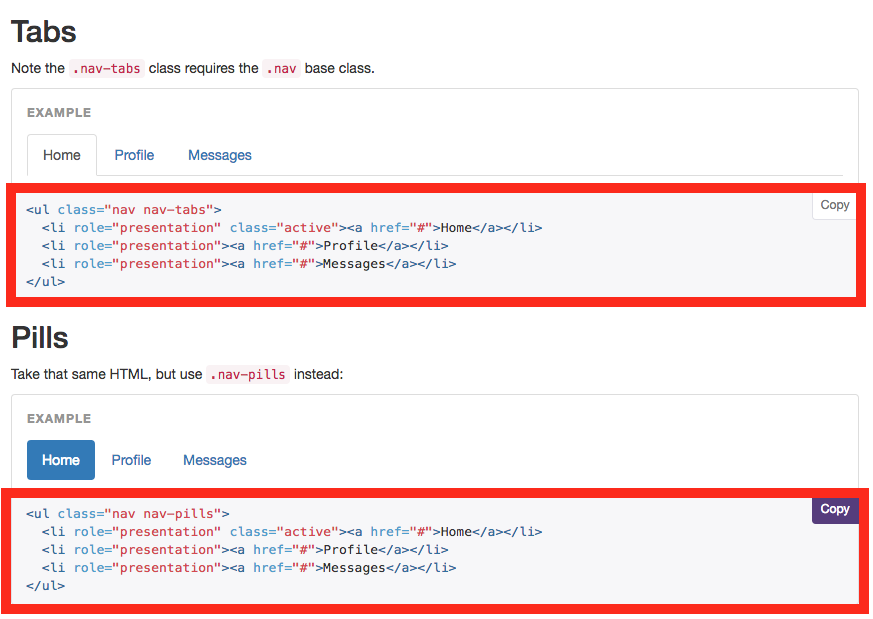 Tabs
Note the .nav-tabs class requires the .nav base class.
EXAMPLE
Home Profile Messages
Copy
<ul class="nav nav-tabs">
  <li role="presentation" class="active"><a href="#">Home</a></li>
  <li role="presentation"><a href="#">Profile</a></li>
  <li role="presentation"><a href="#">Messages</a></li>
</ul>
Pills
Take that same HTML, but use .nav-pills instead:
EXAMPLE
Home Profile Messages
Copy
<ul class="nav nav-pills">
  <li role="presentation" class="active"><a href="#">Home</a></li>
  <li role="presentation"><a href="#">Profile</a></li>
  <li role="presentation"><a href="#">Messages</a></li>
</ul>